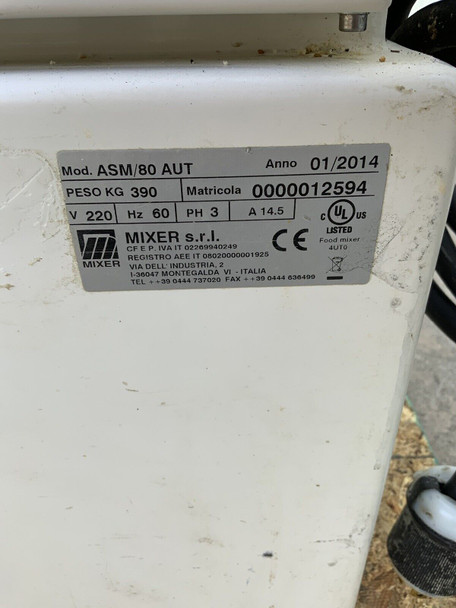 Mod. ASM/80 AUT Anno 01/2014
PESO KG 390 Matricola 0000012594
V 220 Hz 60 PH 3 A 14.5
C UL US
LISTED
Food mixer
4UT0
MIXER
MIXER s.r.l.
CF E P. IVA IT 02269940249
REGISTRO AEE IT 08020000001925
VIA DELL' INDUSTRIA, 2
I-36047 MONTEGALDA VI - ITALIA
TEL ++39 0444 737020 FAX ++39 0444 636499
CE